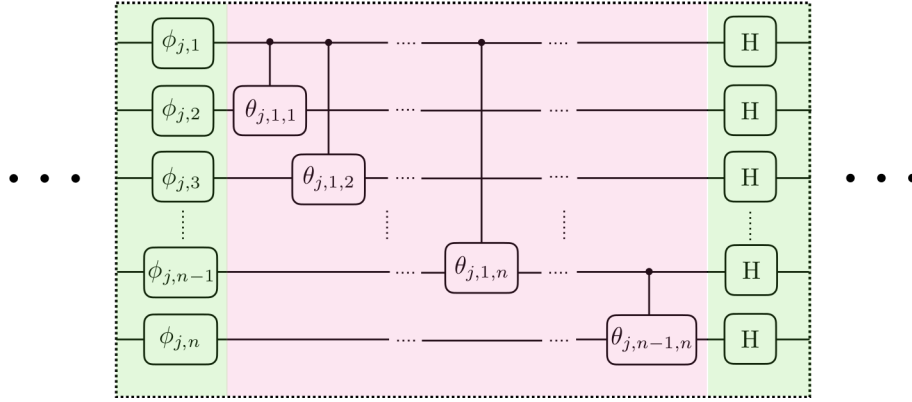 ϕ_{j,1} H
ϕ_{j,2} θ_{j,1,1} H
ϕ_{j,3} θ_{j,1,2} H
ϕ_{j,n−1} θ_{j,1,n} H
ϕ_{j,n} θ_{j,n−1,n} H